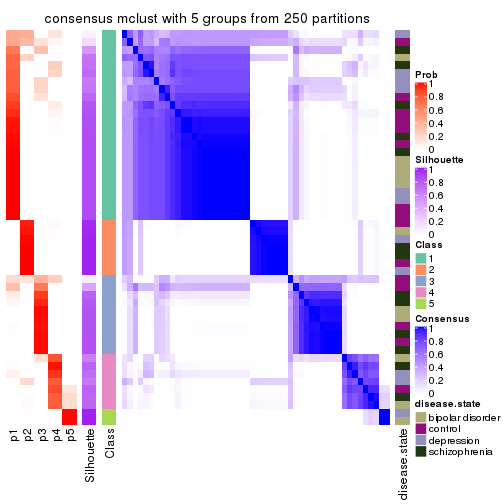 consensus mclust with 5 groups from 250 partitions
Prob
1
0.8
0.6
0.4
0.2
0
Silhouette
1
0.8
0.6
0.4
0.2
0
Class
1
2
3
4
5
Consensus
1
0.8
0.6
0.4
0.2
0
disease.state
bipolar disorder
control
depression
schizophrenia
p1
p2
p3
p4
p5
Silhouette
Class
disease.state